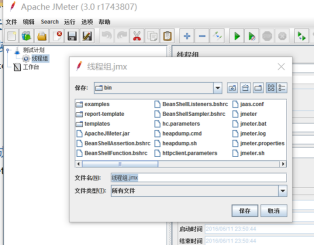 Apache JMeter (3.0 r1743807)
文件 编辑 Search 运行 选项 帮助
测试计划
线程组
工作台
线程组
线程组.jmx
保存: bin
examples
report-template
templates
ApacheJMeter.jar
BeanShellAssertion.bshrc
BeanShellFunction.bshrc
BeanShellListeners.bshrc
BeanShellSampler.bshrc
hc.parameters
heapdump.cmd
heapdump.sh
httpclient.parameters
jaas.conf
jmeter
jmeter.bat
jmeter.log
jmeter.properties
jmeter.sh
文件名(N): 线程组.jmx
文件类型(T): 所有文件
保存 取消
启动时间
结束时间